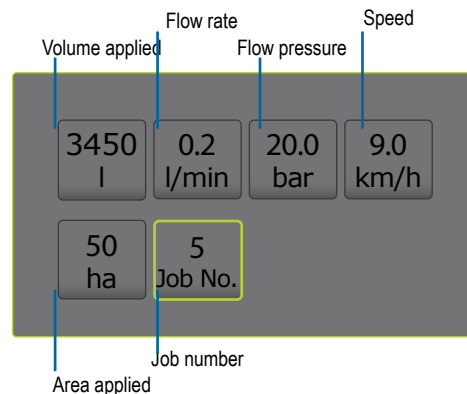 Flow rate
Speed
Volume applied
Flow pressure
3450
l
0.2
l/min
20.0
bar
9.0
km/h
50
ha
5
Job No.
Job number
Area applied